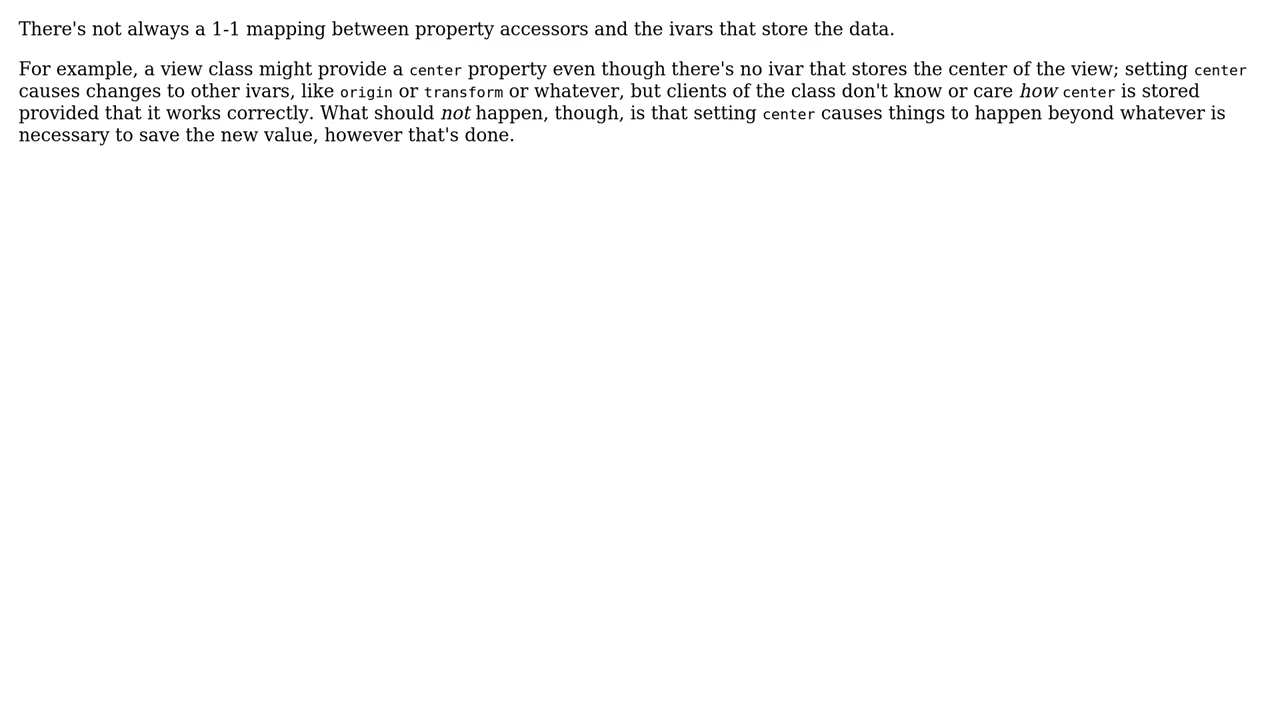 There's not always a 1-1 mapping between property accessors and the ivars that store the data.
For example, a view class might provide a center property even though there's no ivar that stores the center of the view; setting center
causes changes to other ivars, like origin or transform or whatever, but clients of the class don't know or care how center is stored
provided that it works correctly. What should not happen, though, is that setting center causes things to happen beyond whatever is
necessary to save the new value, however that's done.